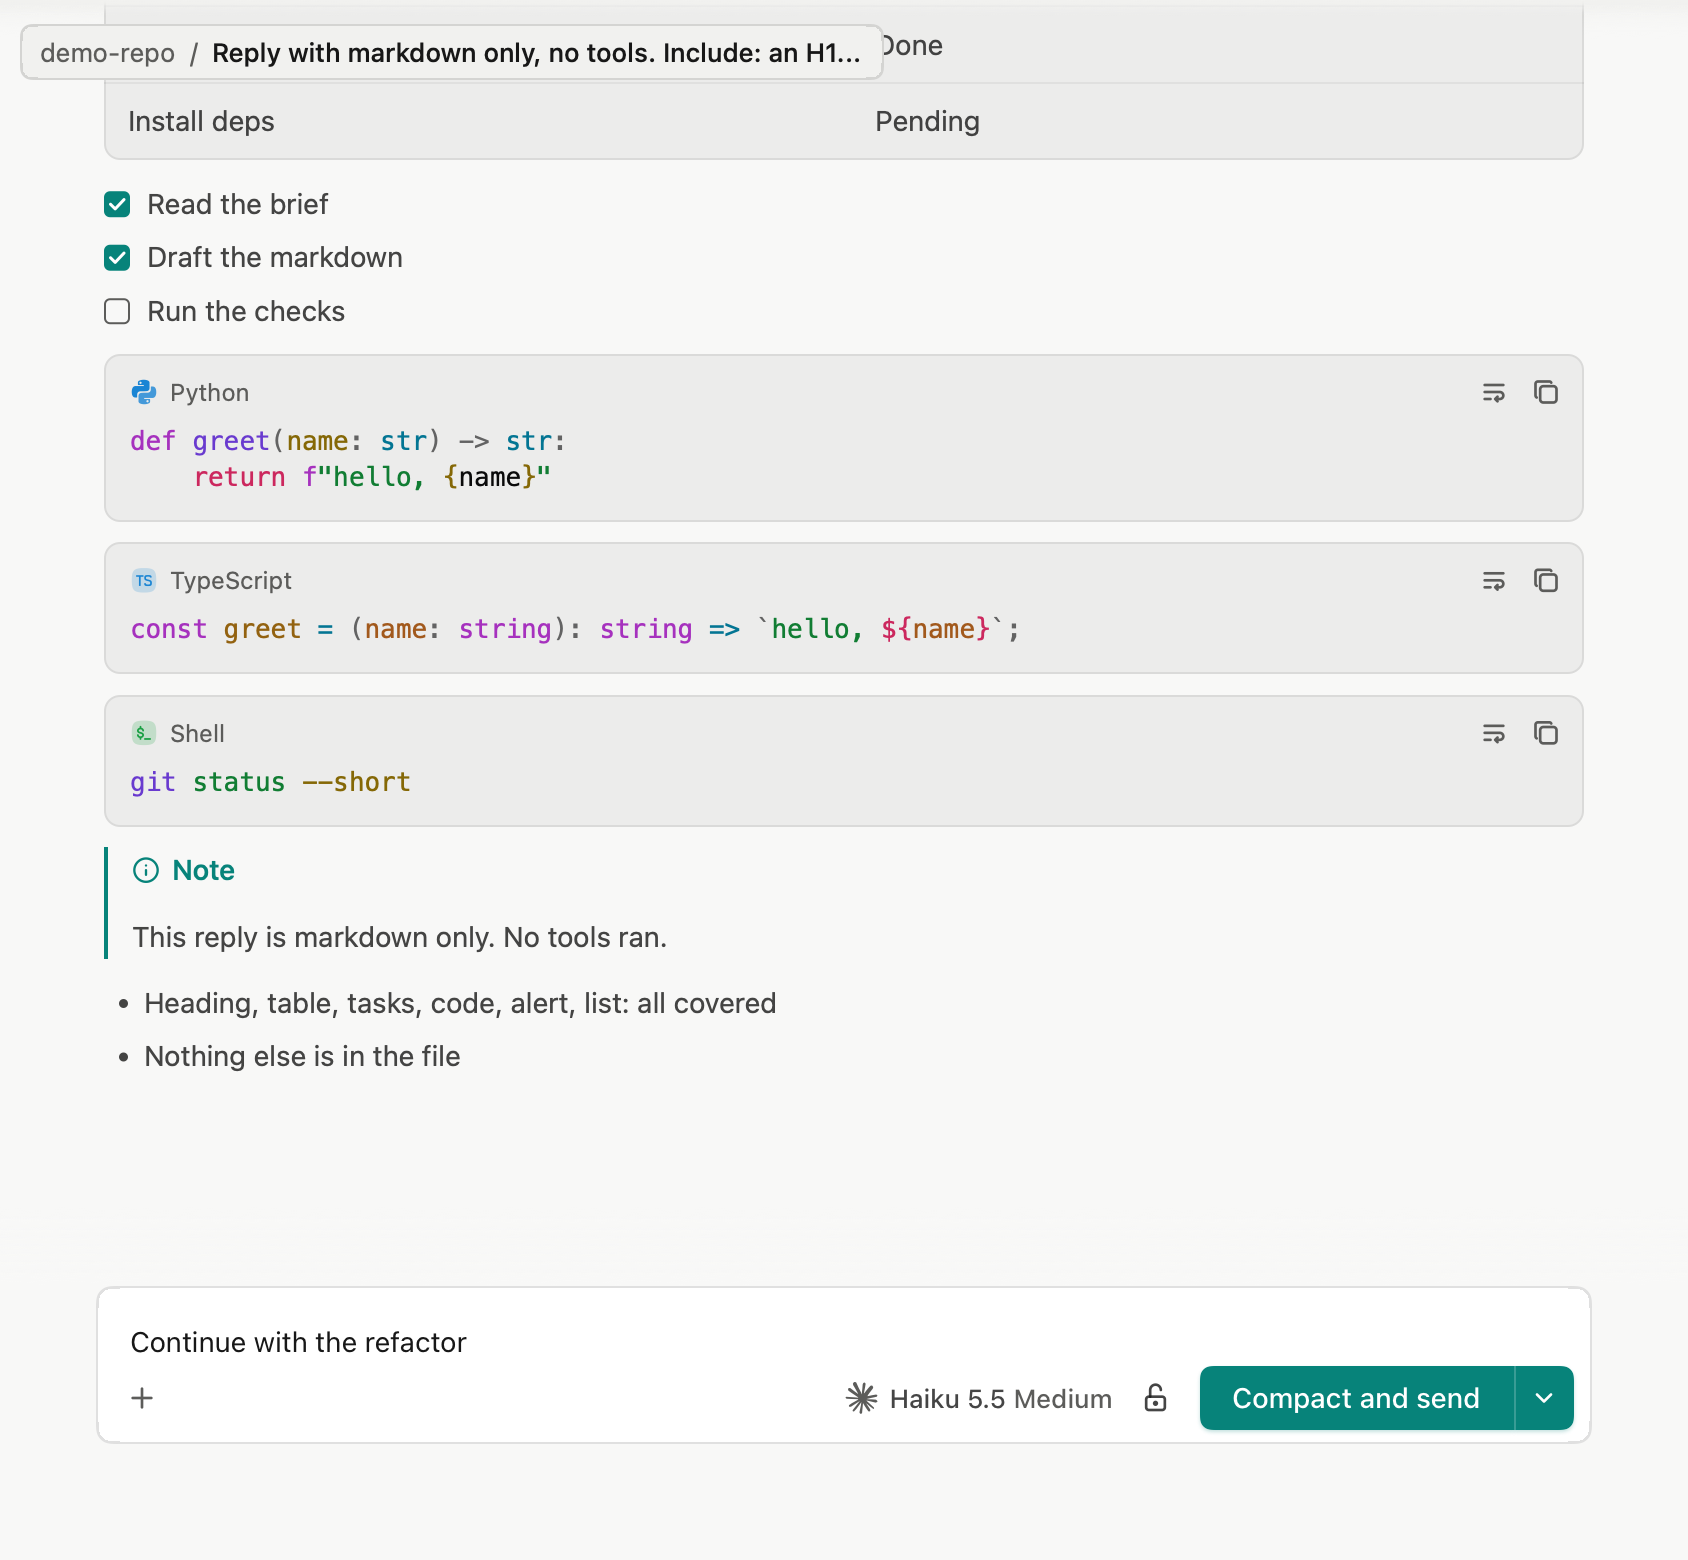 demo-repo / Reply with markdown only, no tools. Include: an H1...
Done
Install deps Pending
Read the brief
Draft the markdown
Run the checks
Python
def greet(name: str) -> str:
    return f"hello, {name}"
TS TypeScript
const greet = (name: string): string => `hello, ${name}`;
$_ Shell
git status --short
Note
This reply is markdown only. No tools ran.
• Heading, table, tasks, code, alert, list: all covered
• Nothing else is in the file
Continue with the refactor
Haiku 5.5 Medium
Compact and send